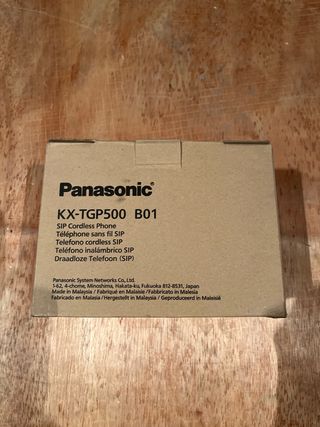 Panasonic
KX-TGP500 B01
SIP Cordless Phone
Téléphone sans fil SIP
Telefono cordless SIP
Teléfono inalámbrico SIP
Draadloze Telefoon (SIP)
Panasonic System Networks Co., Ltd.
1-62, 4-chome, Minoshima, Hakata-ku, Fukuoka 812-8531, Japan
Made in Malaysia / Fabriqué en Malaisie / Fabbricato in Malesia
Fabricado en Malasia / Hergestellt in Malaysia / Geproduceerd in Maleisië